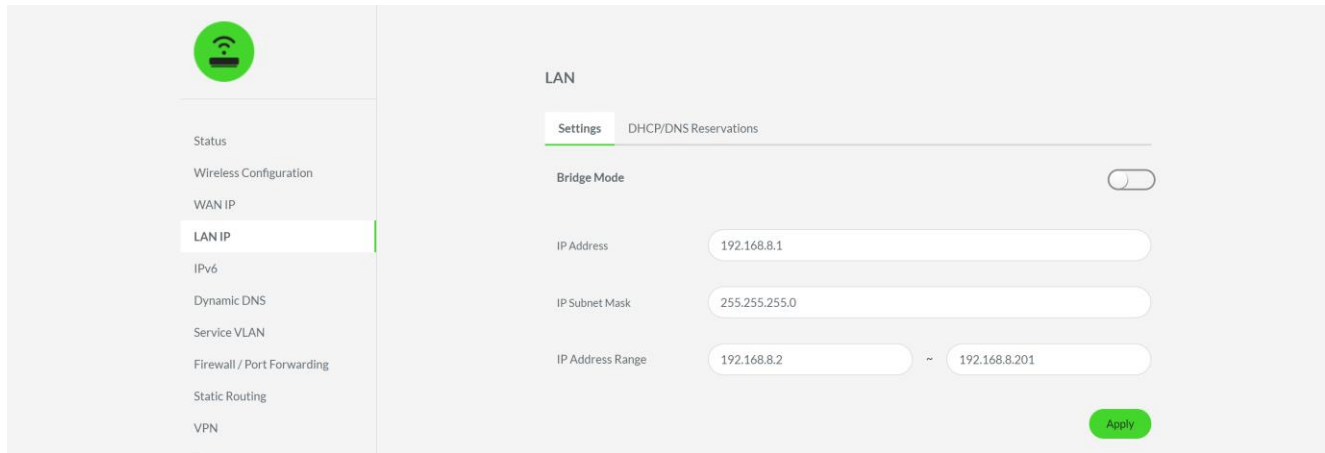 LAN
Settings DHCP/DNS Reservations
Status
Bridge Mode
Wireless Configuration
WAN IP
LAN IP
IP Address 192.168.8.1
IPv6
Dynamic DNS
IP Subnet Mask 255.255.255.0
Service VLAN
Firewall / Port Forwarding
IP Address Range 192.168.8.2 ~ 192.168.8.201
Static Routing
VPN
Apply